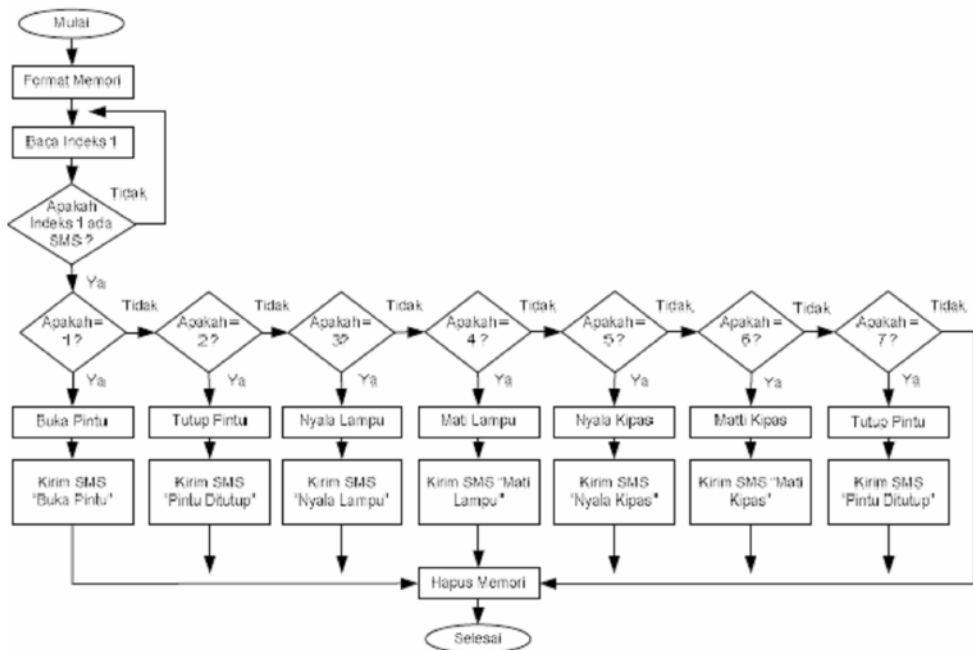 Mulai
Format Memori
Baca Indeks 1
Tidak
Apakah
Indeks 1 ada
SMS ?
Ya
Tidak
Tidak
Tidak
Tidak
Tidak
Tidak
Tidak
Apakah =
1 ?
Apakah =
2 ?
Apakah =
3?
Apakah =
4 ?
Apakah =
5 ?
Apakah =
6 ?
Apakah =
7 ?
Ya
Ya
Ya
Ya
Ya
Ya
Ya
Buka Pintu
Tutup Pintu
Nyala Lampu
Mati Lampu
Nyala Kipas
Matti Kipas
Tutup Pintu
Kirim SMS
"Buka Pintu"
Kirim SMS
"Pintu Ditutup"
Kirim SMS
"Nyala Lampu"
Kirim SMS "Mati
Lampu"
Kirim SMS
"Nyala Kipas"
Kirim SMS "Mati
Kipas"
Kirim SMS
"Pintu Ditutup"
Hapus Memori
Selesai